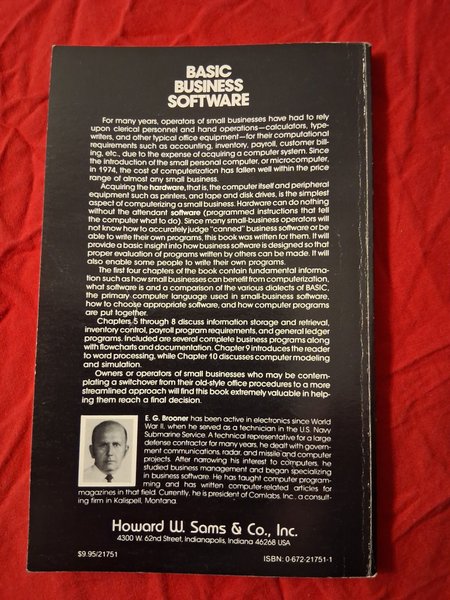 BASIC
BUSINESS
SOFTWARE
For many years, operators of small businesses have had to rely
upon clerical personnel and hand operations—calculators, type-
writers, and other typical office equipment—for their computational
requirements such as accounting, inventory, payroll, customer bill-
ing, etc., due to the expense of acquiring a computer system. Since
the introduction of the small personal computer, or microcomputer,
in 1974, the cost of computerization has fallen well within the price
range of almost any small business.
Acquiring the hardware, that is, the computer itself and peripheral
equipment such as printers, and tape and disk drives, is the simplest
aspect of computerizing a small business. Hardware can do nothing
without the attendant software (programmed instructions that tell
the computer what to do). Since many small-business operators will
not know how to accurately judge "canned" business software or be
able to write their own programs, this book was written for them. It will
provide a basic insight into how business software is designed so that
proper evaluation of programs written by others can be made. It will
also enable some people to write their own programs.
The first four chapters of the book contain fundamental informa-
tion such as how small businesses can benefit from computerization,
what software is and a comparison of the various dialects of BASIC,
the primary computer language used in small-business software,
how to choose appropriate software, and how computer programs
are put together.
Chapters 5 through 8 discuss information storage and retrieval,
inventory control, payroll program requirements, and general ledger
programs. Included are several complete business programs along
with flowcharts and documentation. Chapter 9 introduces the reader
to word processing, while Chapter 10 discusses computer modeling
and simulation.
Owners or operators of small businesses who may be contem-
plating a switchover from their old-style office procedures to a more
streamlined approach will find this book extremely valuable in help-
ing them reach a final decision.
E. G. Brooner has been active in electronics since World
War II, when he served as a technician in the U.S. Navy
Submarine Service. A technical representative for a large
defense contractor for many years, he dealt with govern-
ment communications, radar, and missile and computer
projects. After narrowing his interest to computers, he
studied business management and began specializing
in business software. He has taught computer program-
ming and has written computer-related articles for
magazines in that field. Currently, he is president of Comlabs, Inc., a consult-
ing firm in Kalispell, Montana.
Howard W. Sams & Co., Inc.
4300 W. 62nd Street, Indianapolis, Indiana 46268 USA
$9.95/21751
ISBN: 0-672-21751-1